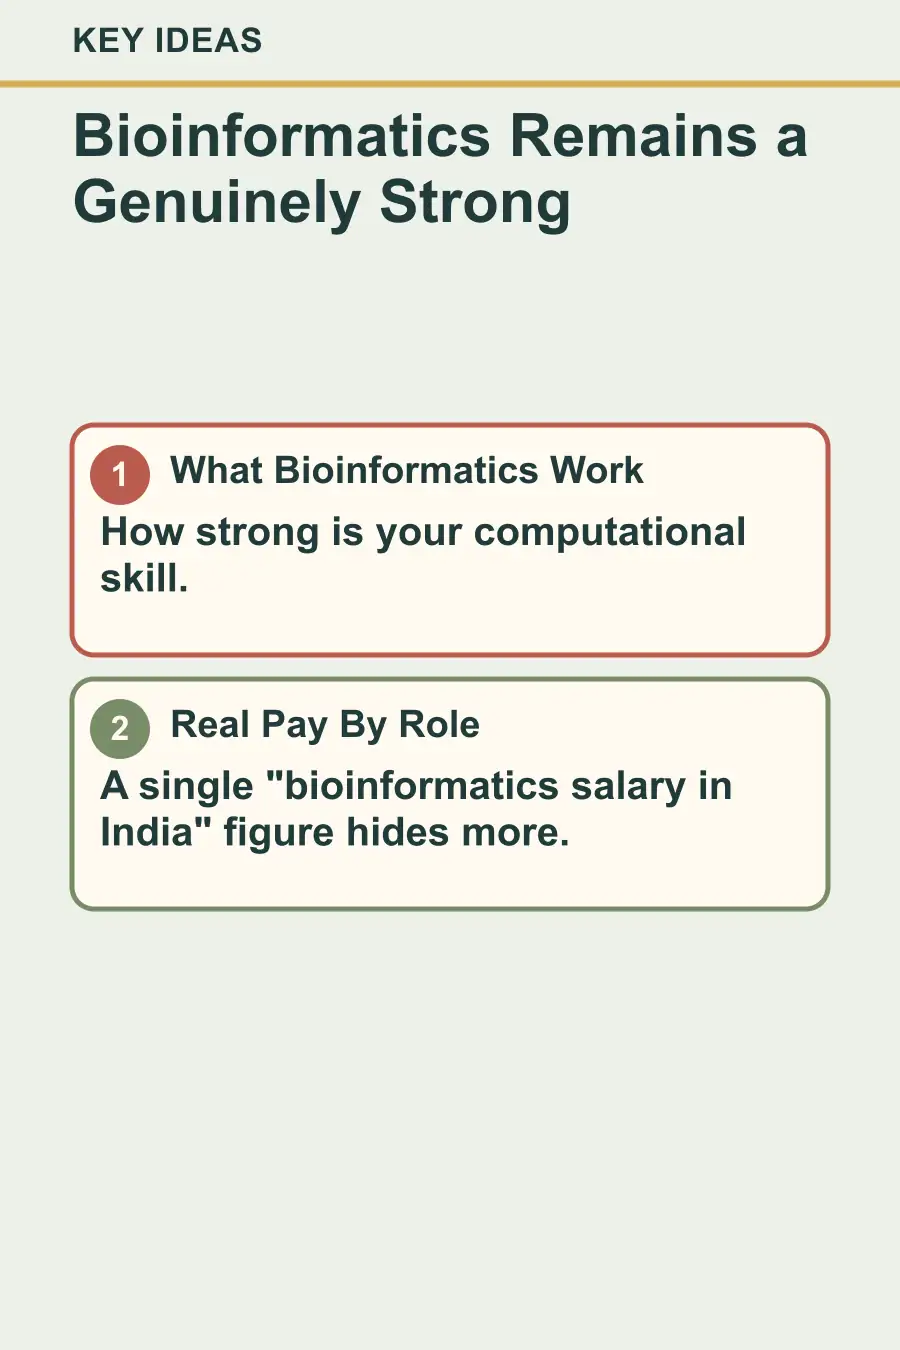 KEY IDEAS
Bioinformatics Remains a
Genuinely Strong
1 What Bioinformatics Work
How strong is your computational
skill.
2 Real Pay By Role
A single "bioinformatics salary in
India" figure hides more.